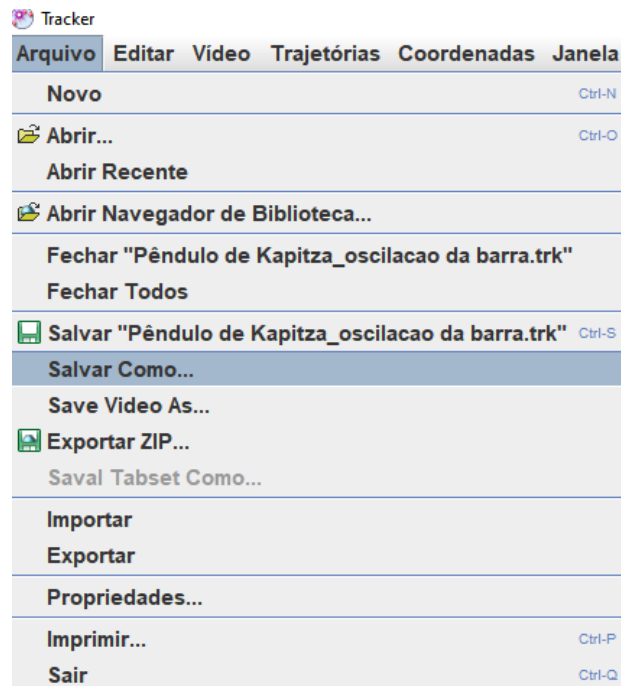 Tracker
Arquivo Editar Vídeo Trajetórias Coordenadas Janela
Novo Ctrl-N
Abrir... Ctrl-O
Abrir Recente
Abrir Navegador de Biblioteca...
Fechar "Pêndulo de Kapitza_oscilacao da barra.trk"
Fechar Todos
Salvar "Pêndulo de Kapitza_oscilacao da barra.trk" Ctrl-S
Salvar Como...
Save Video As...
Exportar ZIP...
Saval Tabset Como...
Importar
Exportar
Propriedades...
Imprimir... Ctrl-P
Sair Ctrl-Q